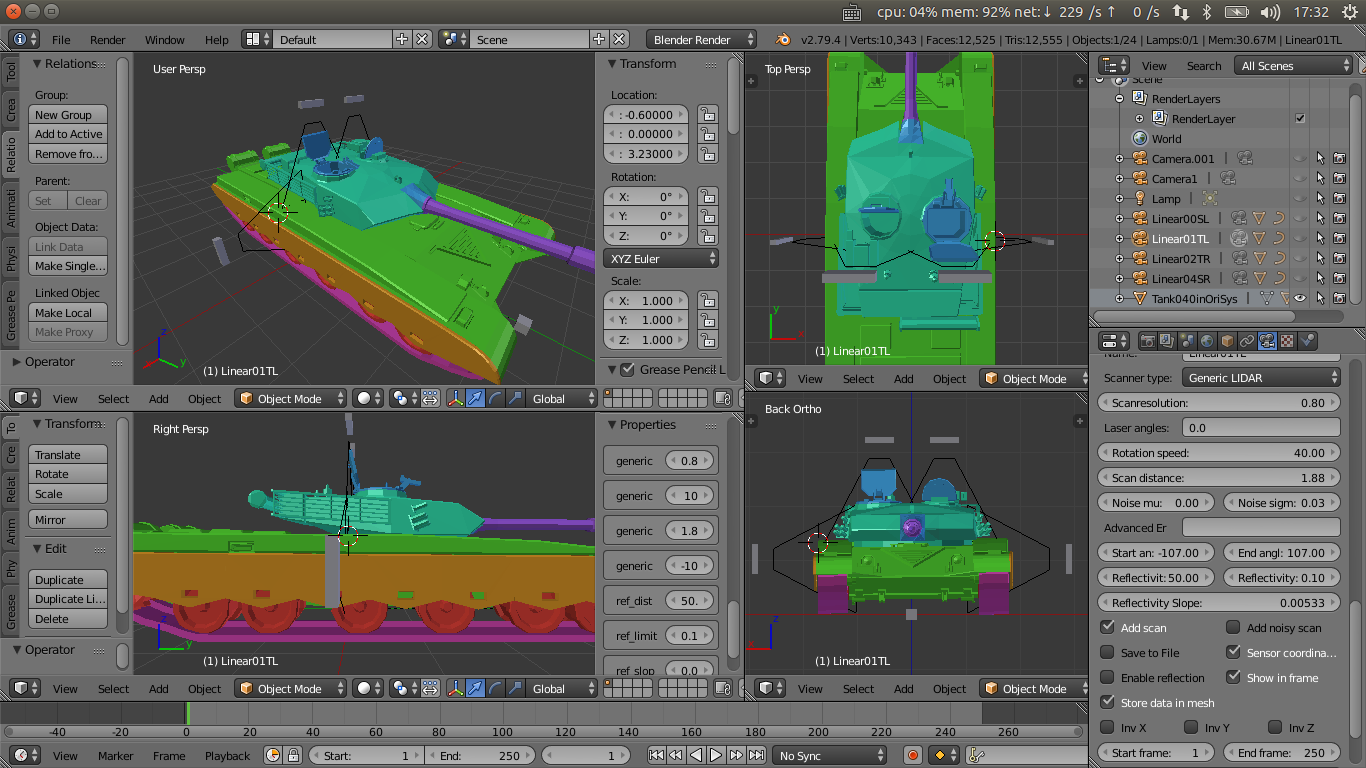 cpu: 04% mem: 92% net:↓ 229 /s↑ 0 /s 17:32
File Render Window Help Default Scene Blender Render v2.79.4 | Verts:10,343 | Faces:12,525 | Tris:12,555 | Objects:1/24 | Lamps:0/1 | Mem:30.67M | Linear01TL
Tool
Crea
Relatio
Animati
Physi
Grease Pe
Relations
Group:
New Group
Add to Active
Remove fro...
Parent:
Set Clear
Object Data:
Link Data
Make Single...
Linked Objec
Make Local
Make Proxy
Operator
User Persp
z
y
(1) Linear01TL
Transform
Location:
: -0.60000
: 0.00000
: 3.23000
Rotation:
X: 0°
Y: 0°
Z: 0°
XYZ Euler
Scale:
X: 1.000
Y: 1.000
Z: 1.000
Grease Pencil L
View Select Add Object Object Mode Global
Top Persp
y
x
(1) Linear01TL
View Select Add Object Object Mode
View Search All Scenes
Scene
RenderLayers
RenderLayer
World
Camera.001
Camera1
Lamp
Linear00SL
Linear01TL
Linear02TR
Linear04SR
Tank040inOriSys
To
Cre
Relat
Anim
Phy
Grease
Transform
Translate
Rotate
Scale
Mirror
Edit
Duplicate
Duplicate Li...
Delete
Operator
Right Persp
z
y
(1) Linear01TL
Properties
generic 0.8
generic 10
generic 1.8
generic -10
ref_dist 50.
ref_limit 0.1
ref_slop 0.0
View Select Add Object Object Mode Global
Back Ortho
z
x
(1) Linear01TL
View Select Add Object Object Mode
Name: Linear01TL
Scanner type: Generic LIDAR
Scanresolution: 0.80
Laser angles: 0.0
Rotation speed: 40.00
Scan distance: 1.88
Noise mu: 0.00 Noise sigm: 0.03
Advanced Er
Start an: -107.00 End angl: 107.00
Reflectivit: 50.00 Reflectivity: 0.10
Reflectivity Slope: 0.00533
Add scan Add noisy scan
Save to File Sensor coordina...
Enable reflection Show in frame
Store data in mesh
Inv X Inv Y Inv Z
Start frame: 1 End frame: 250
-40 -20 0 20 40 60 80 100 120 140 160 180 200 220 240 260
View Marker Frame Playback Start: 1 End: 250 1 No Sync